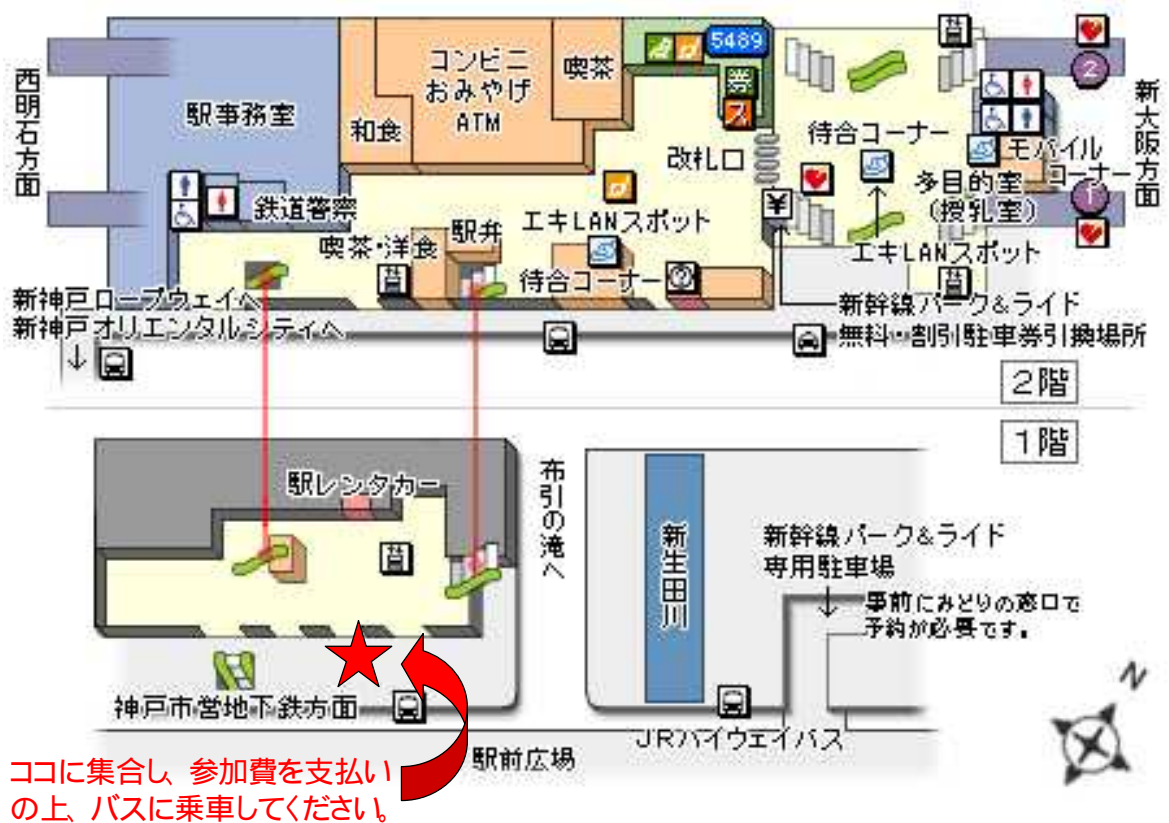 西明石方面
駅事務室
和食
コンビニ
おみやげ
ATM
喫茶
5489
券
ス
改札口
待合コーナー
2
新大阪方面
モバイル
コーナー
多目的室
(授乳室)
1
エキLANスポット
¥
鉄道警察
喫茶・洋食
駅弁
エキLANスポット
待合コーナー
?
新神戸ロープウェイへ
新神戸オリエンタルシティへ
↓
新幹線パーク&ライド
無料・割引駐車券引換場所
2階
1階
駅レンタカー
布引の滝へ
新生田川
新幹線パーク&ライド
専用駐車場
事前にみどりの窓口で
予約が必要です。
神戸市営地下鉄方面
JRハイウェイバス
駅前広場
N
ココに集合し、参加費を支払い
の上、バスに乗車してください。